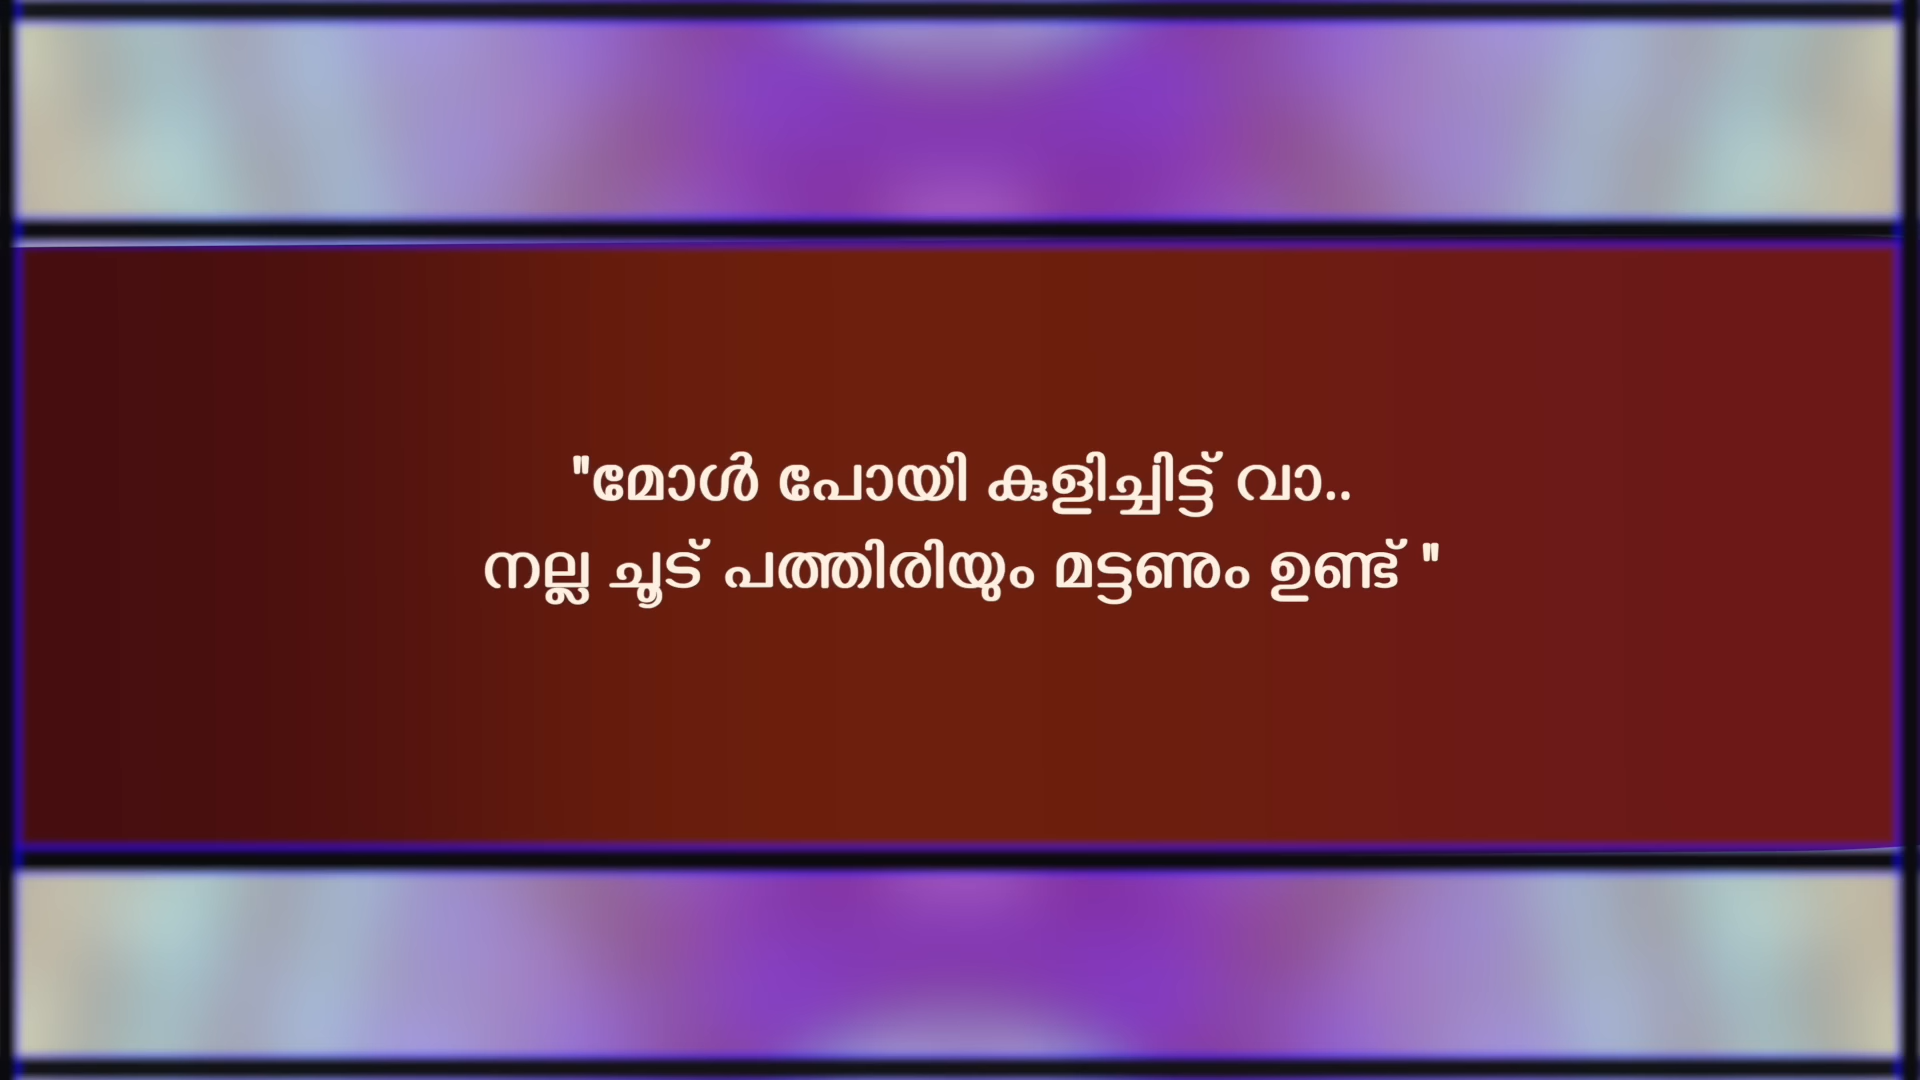 "മോൾ പോയി കുളിച്ചിട്ട് വാ..
നല്ല ചൂട് പത്തിരിയും മട്ടണും ഉണ്ട് "